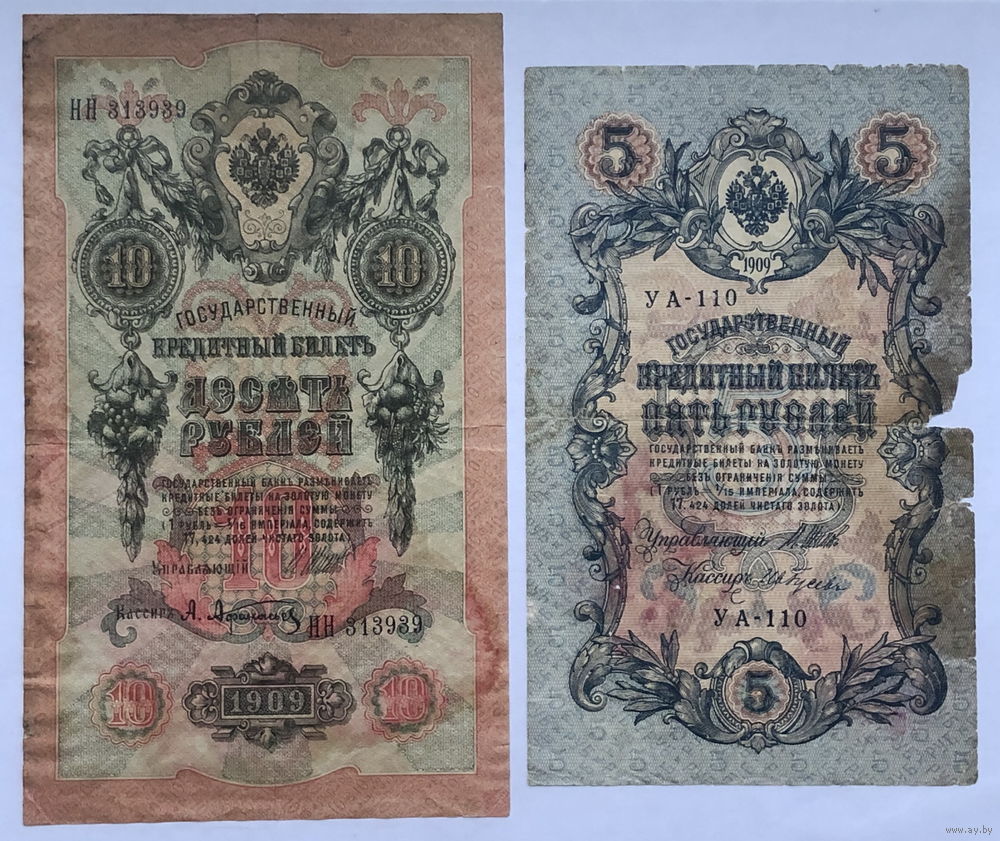 НН 313939
10 10
ГОСУДАРСТВЕННЫЙ
КРЕДИТНЫЙ БИЛЕТЪ
ДЕСЯТЬ
РУБЛЕЙ
ГОСУДАРСТВЕННЫЙ БАНКЪ РАЗМѢНИВАЕТЪ
КРЕДИТНЫЕ БИЛЕТЫ НА ЗОЛОТУЮ МОНЕТУ
БЕЗЪ ОГРАНИЧЕНІЯ СУММЫ
(1 РУБЛЬ = 1/15 ИМПЕРІАЛА, СОДЕРЖИТЪ
17,424 ДОЛЕЙ ЧИСТАГО ЗОЛОТА).
10
Управляющій
Кассиръ
НН 313939
10 1909 10
5 5
1909
УА-110
ГОСУДАРСТВЕННЫЙ
КРЕДИТНЫЙ БИЛЕТЪ
ПЯТЬ РУБЛЕЙ
ГОСУДАРСТВЕННЫЙ БАНКЪ РАЗМѢНИВАЕТЪ
КРЕДИТНЫЕ БИЛЕТЫ НА ЗОЛОТУЮ МОНЕТУ
БЕЗЪ ОГРАНИЧЕНІЯ СУММЫ
(1 РУБЛЬ = 1/15 ИМПЕРІАЛА, СОДЕРЖИТЪ
17,424 ДОЛЕЙ ЧИСТАГО ЗОЛОТА).
Управляющій
Кассиръ
УА-110
5
www.ay.by